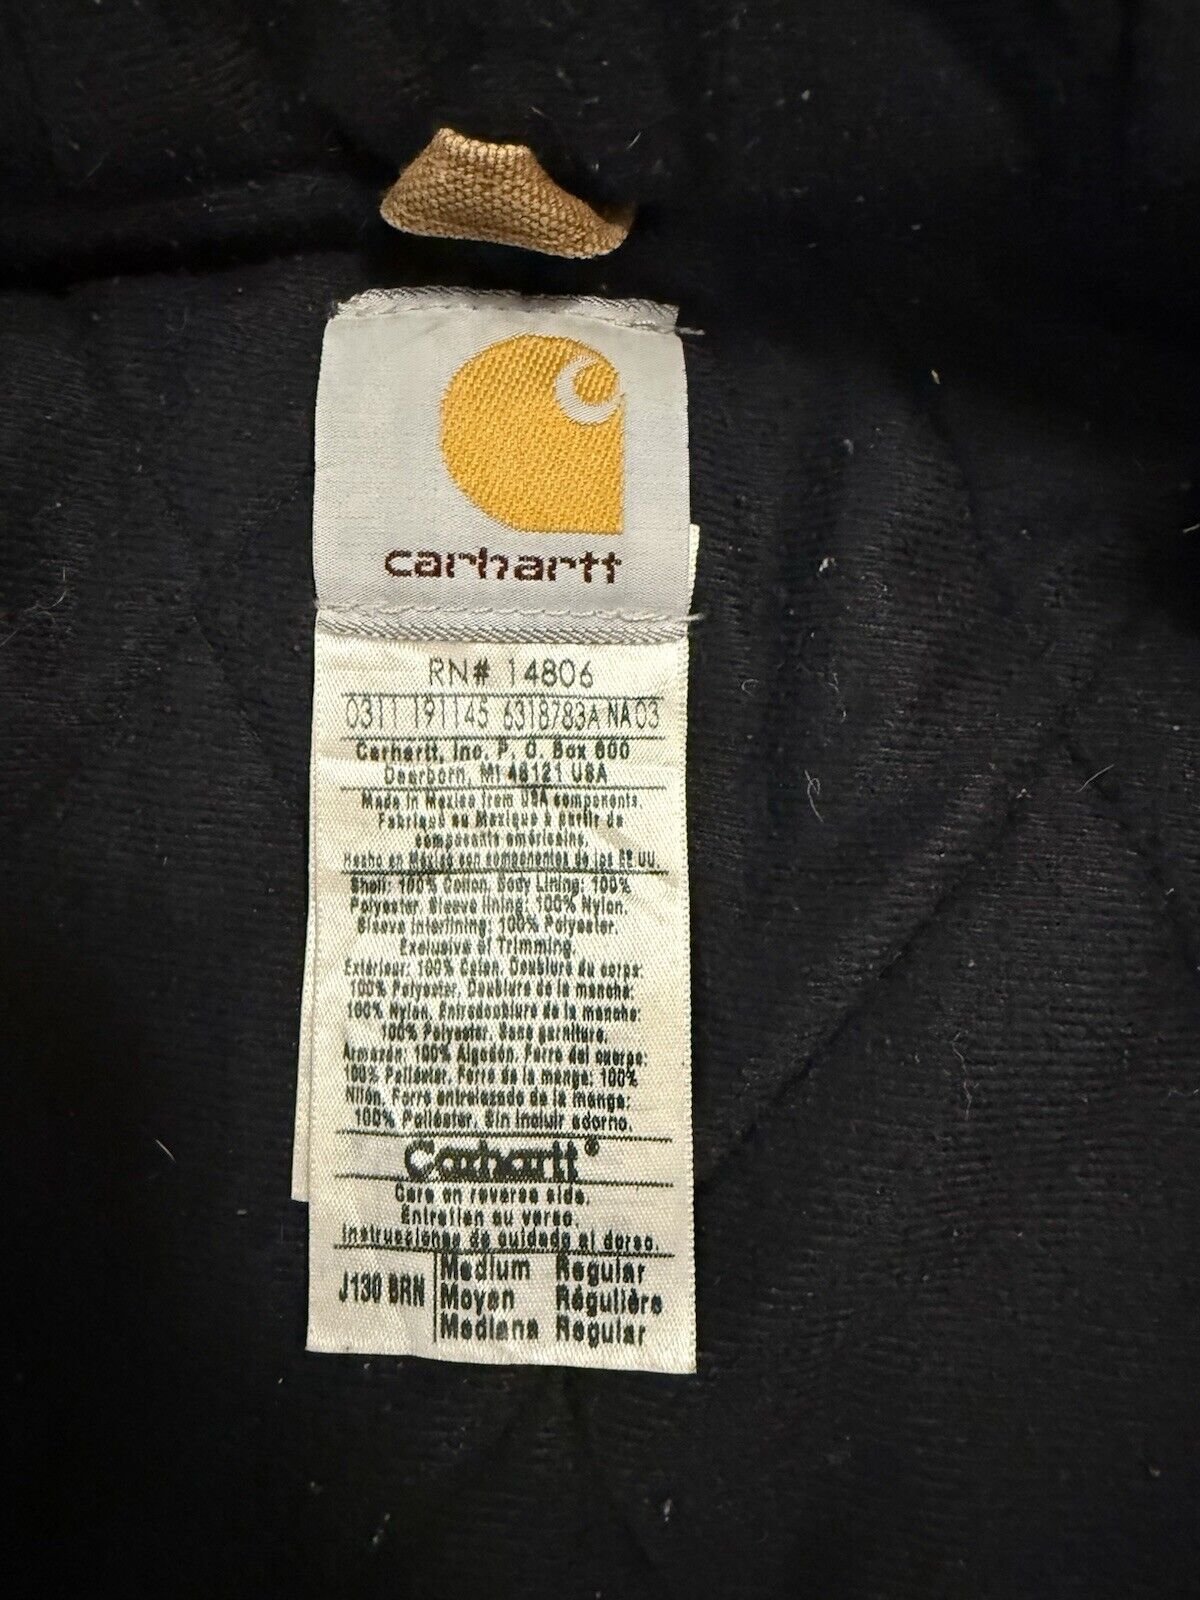 carhartt
RN# 14806
0311 191145 6318783A NA03
Carhartt, Inc. P. O. Box 600
Dearborn, MI 48121 USA
Made in Mexico from USA components.
Fabriqué au Mexique à partir de
composants américains.
Hecho en México con componentes de los EE UU.
Shell: 100% Cotton. Body Lining: 100%
Polyester. Sleeve lining: 100% Nylon.
Sleeve Interlining: 100% Polyester.
Exclusive of Trimming.
Extérieur: 100% Coton. Doublure du corps:
100% Polyester. Doublure de la manche:
100% Nylon. Entredoublure de la manche:
100% Polyester. Sans garniture.
Armazón: 100% Algodón. Forro del cuerpo:
100% Poliéster. Forro de la manga: 100%
Nilón. Forro entrelazado de la manga:
100% Poliéster. Sin incluir adorno.
Carhartt®
Care on reverse side.
Entretien au verso.
Instrucciones de cuidado al dorso.
J130 BRN Medium Regular
Moyen Régulière
Mediana Regular